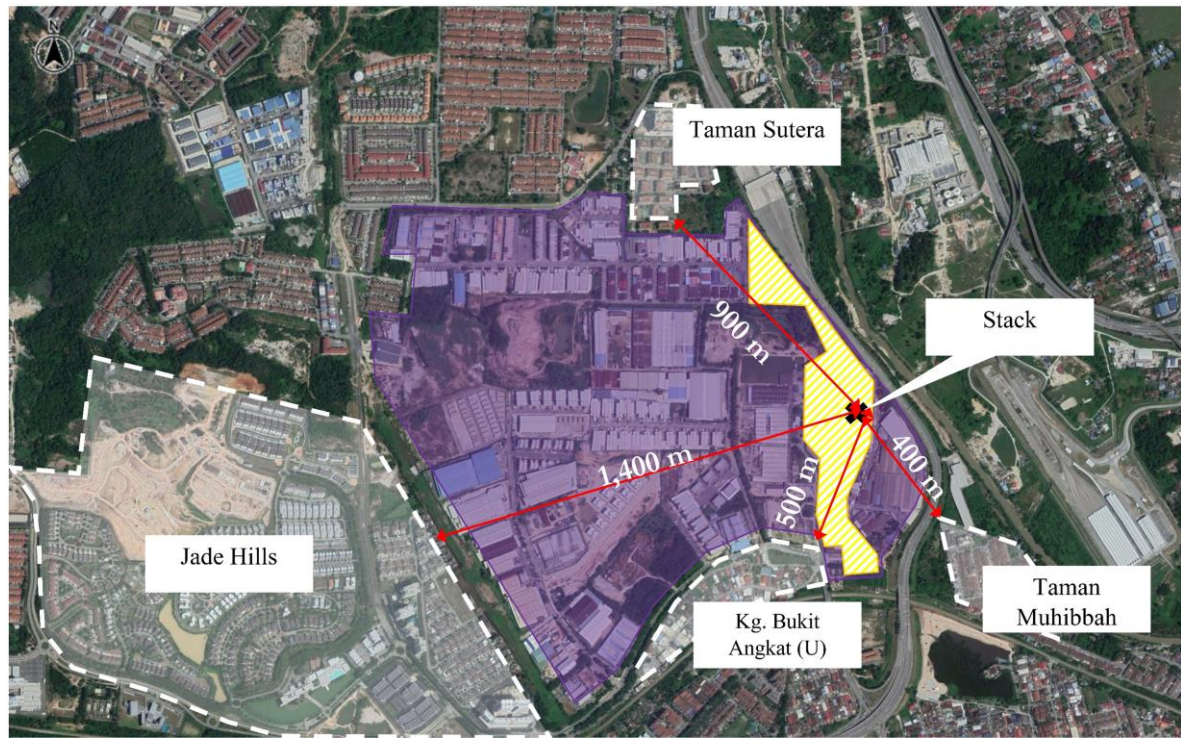 N
Taman Sutera
Stack
900 m
400 m
1,400 m
500 m
Jade Hills
Kg. Bukit
Angkat (U)
Taman
Muhibbah